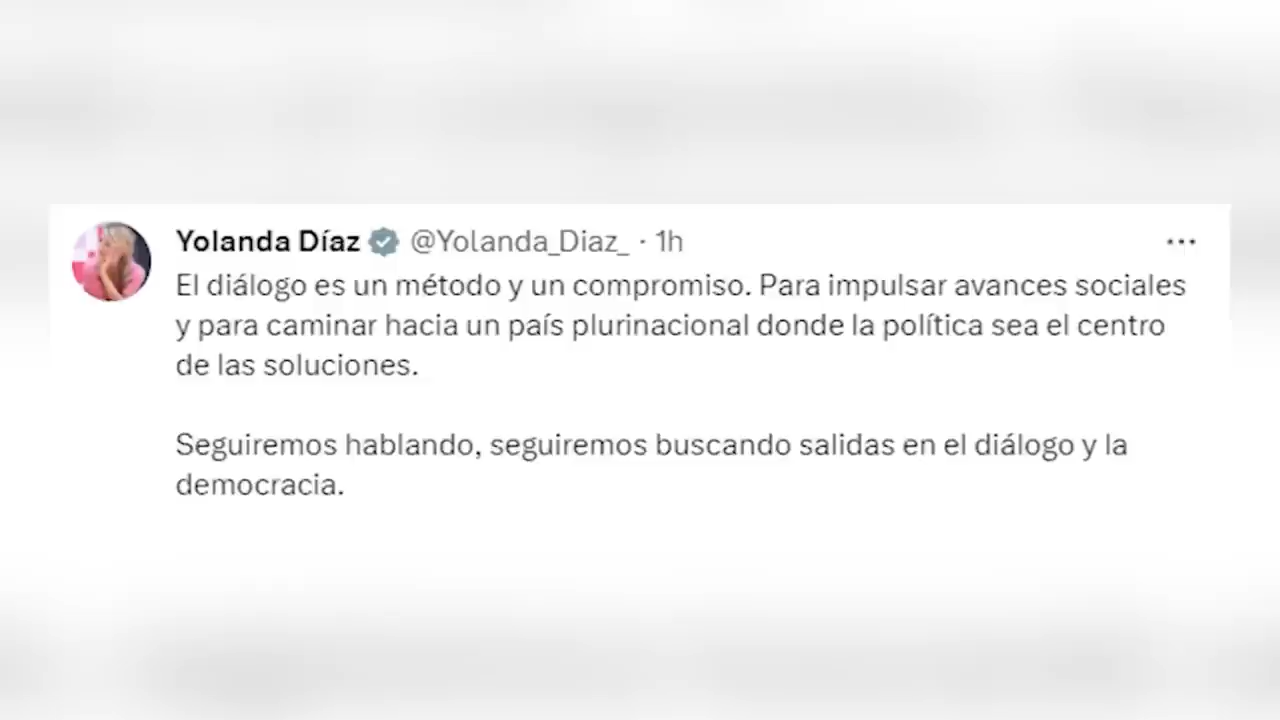 Yolanda Díaz @Yolanda_Diaz_ · 1h
El diálogo es un método y un compromiso. Para impulsar avances sociales
y para caminar hacia un país plurinacional donde la política sea el centro
de las soluciones.
Seguiremos hablando, seguiremos buscando salidas en el diálogo y la
democracia.